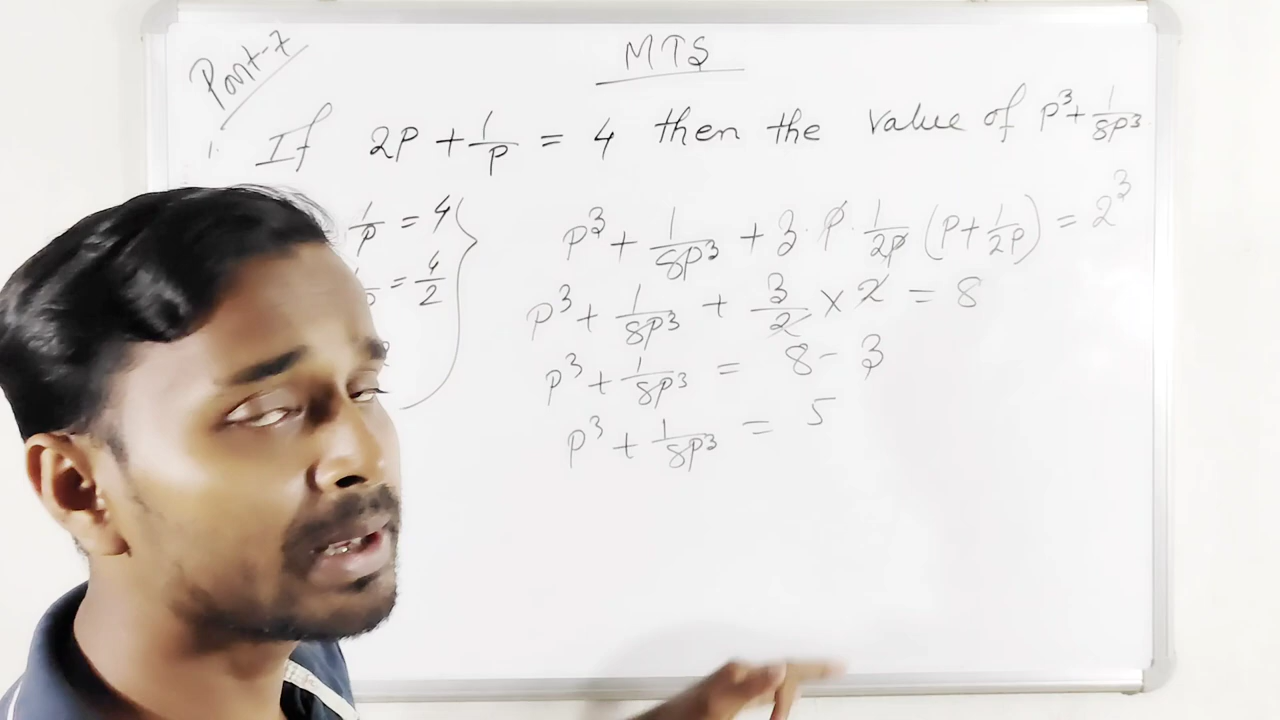 Part-7
MTS
1. If 2P + 1/P = 4 then the value of P³ + 1/8P³
1/P = 4
= 4/2
P³ + 1/8P³ + 3·P·1/2P (P + 1/2P) = 2³
P³ + 1/8P³ + 3/2 × 2 = 8
P³ + 1/8P³ = 8 - 3
P³ + 1/8P³ = 5